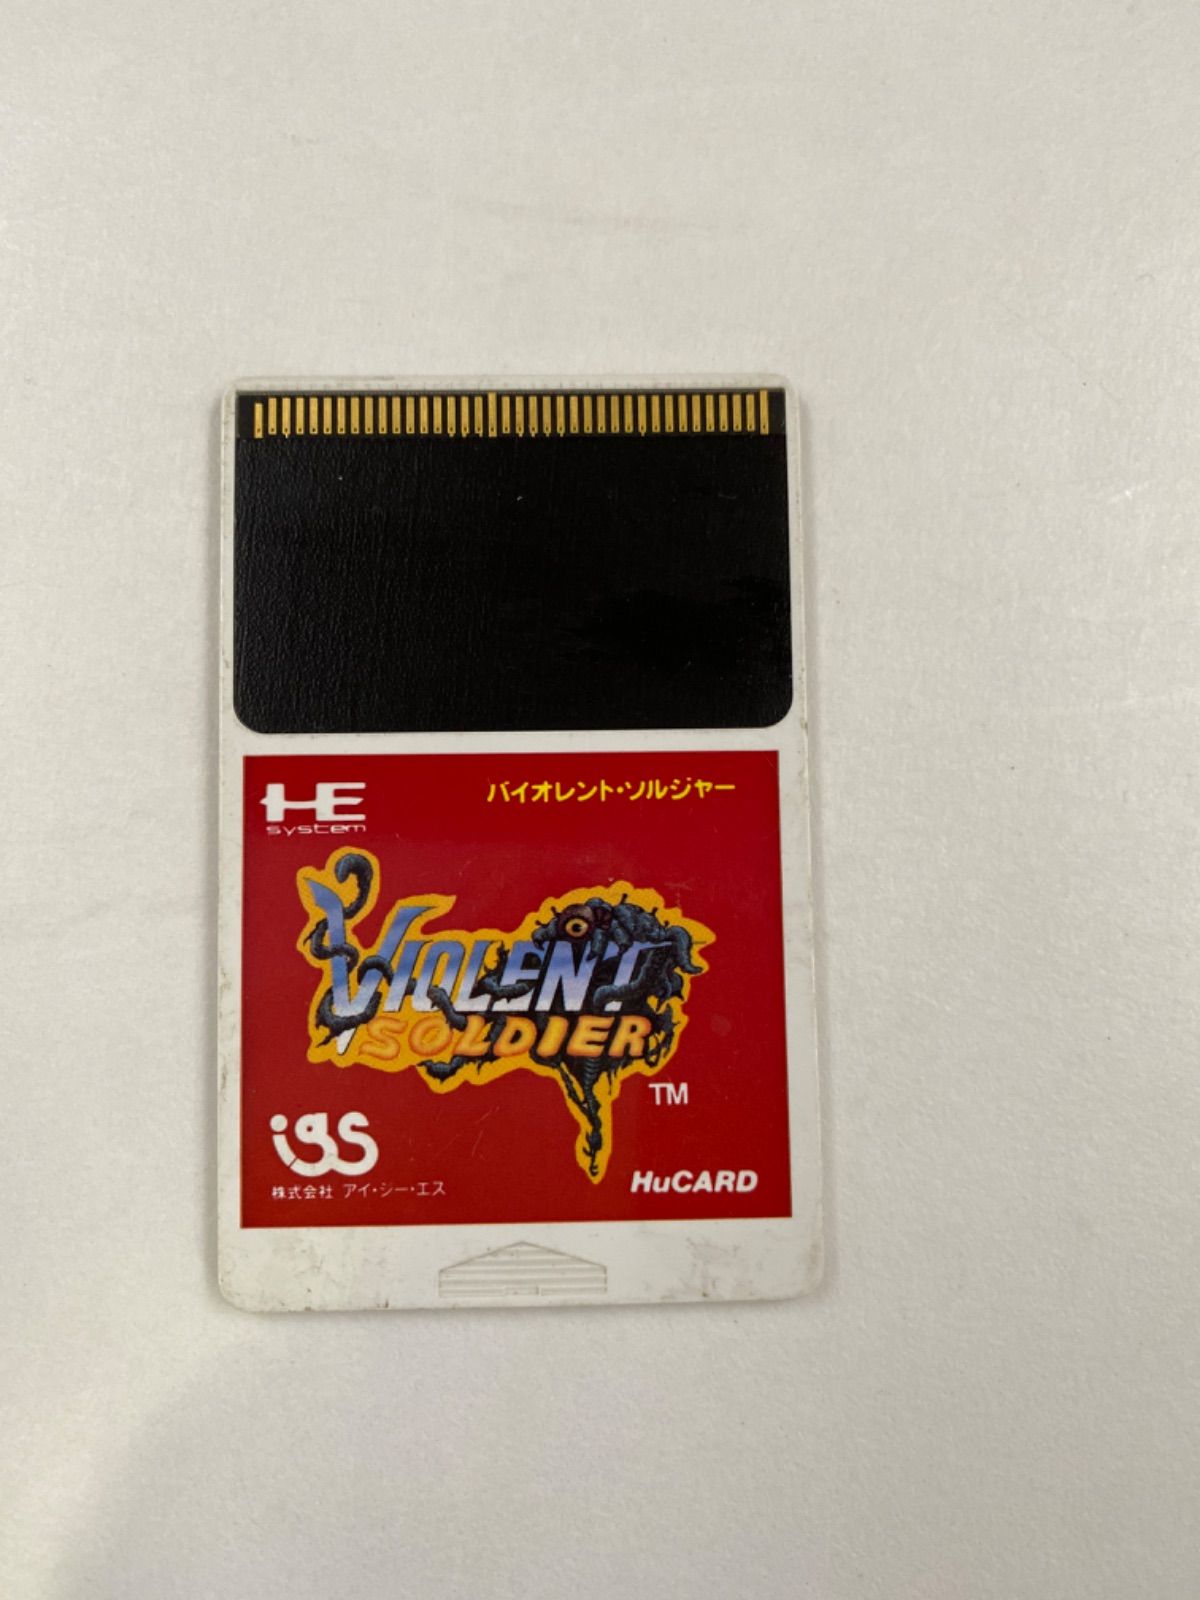 HE
system
バイオレント・ソルジャー
VIOLENT
SOLDIER
TM
igs
株式会社 アイ・ジー・エス
HuCARD